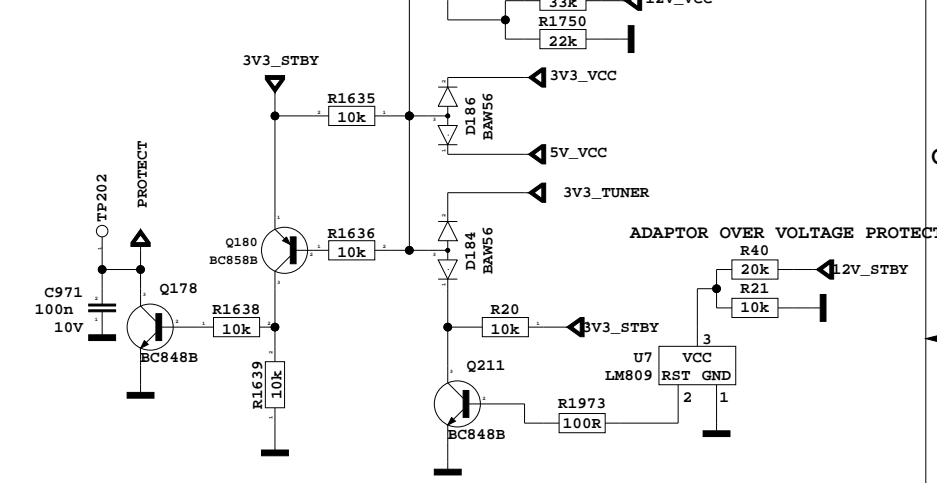 33k
12V_VCC
R1750
22k
3V3_STBY
R1635
10k
3V3_VCC
D186
BAW56
5V_VCC
PROTECT
TP202
3V3_TUNER
Q180
BC858B
R1636
10k
D184
BAW56
ADAPTOR OVER VOLTAGE PROTECT
R40
20k
12V_STBY
R21
10k
C971
100n
10V
Q178
BC848B
R1638
10k
R20
10k
3V3_STBY
R1639
10k
U7
LM809
3
VCC
RST GND
2
1
Q211
BC848B
R1973
100R